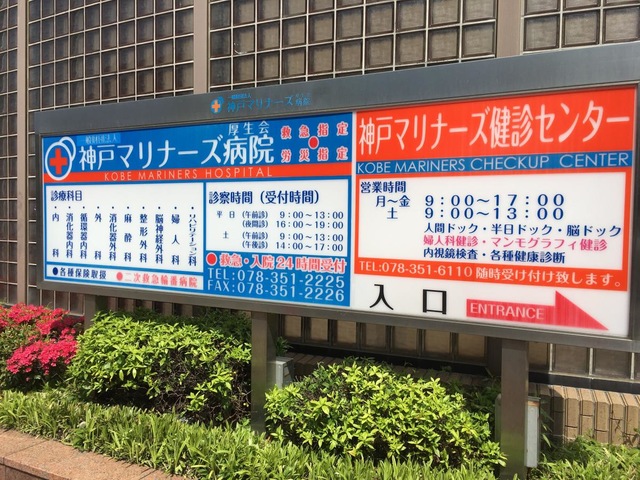 神戸マリナーズ病院
一般財団法人
厚生会
神戸マリナーズ病院
救急指定
労災指定
KOBE MARINERS HOSPITAL
診療科目
内科
消化器内科
循環器内科
外科
消化器外科
麻酔科
整形外科
脳神経外科
婦人科
リハビリテーション科
●各種保険取扱
●二次救急輪番病院
診察時間(受付時間)
平日 (午前診) 9:00〜13:00
(夜間診) 16:00〜19:00
土 (午前診) 9:00〜13:00
(午後診) 14:00〜17:00
●救急・入院24時間受付
TEL:078-351-2225
FAX:078-351-2226
神戸マリナーズ健診センター
KOBE MARINERS CHECKUP CENTER
営業時間
月〜金 9:00〜17:00
土 9:00〜13:00
人間ドック・半日ドック・脳ドック
婦人科健診・マンモグラフィ健診
内視鏡検査・各種健康診断
TEL:078-351-6110 随時受け付け致します。
入口
ENTRANCE